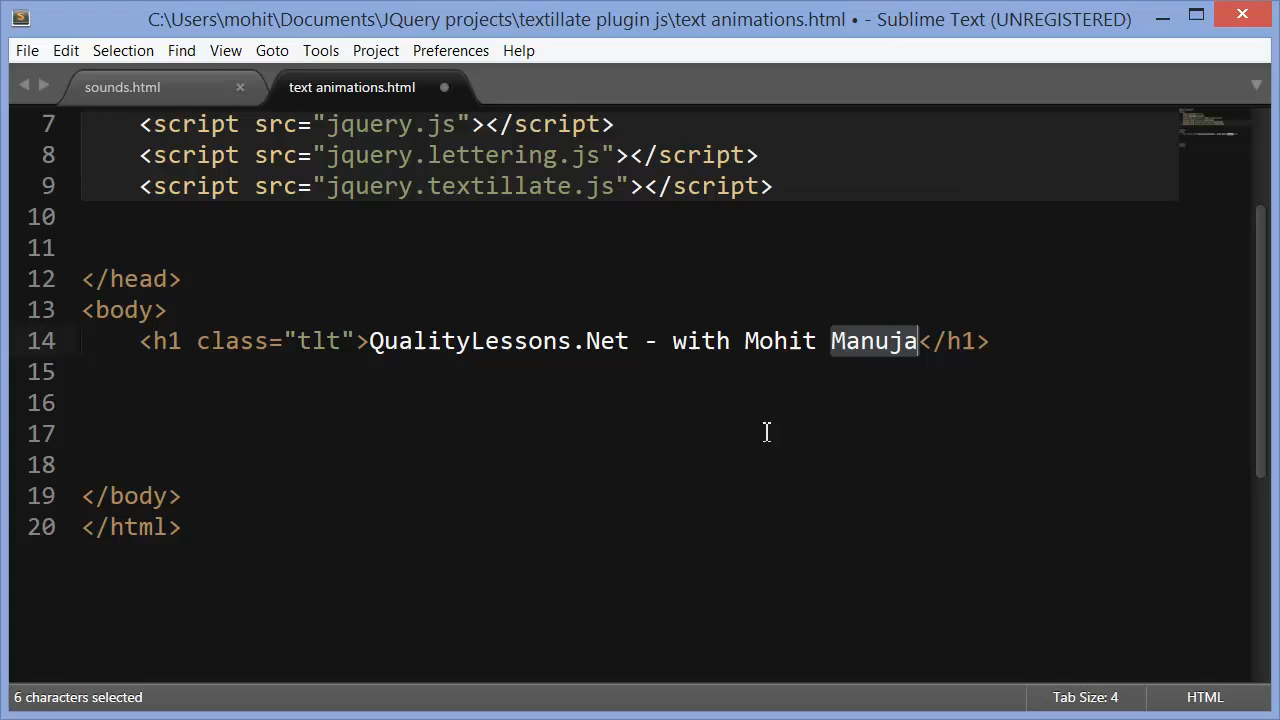 C:\Users\mohit\Documents\JQuery projects\textillate plugin js\text animations.html • - Sublime Text (UNREGISTERED)
File Edit Selection Find View Goto Tools Project Preferences Help
sounds.html × text animations.html
7 <script src="jquery.js"></script>
8 <script src="jquery.lettering.js"></script>
9 <script src="jquery.textillate.js"></script>
10
11
12 </head>
13 <body>
14 <h1 class="tlt">QualityLessons.Net - with Mohit Manuja</h1>
15
16
17
18
19 </body>
20 </html>
6 characters selected Tab Size: 4 HTML